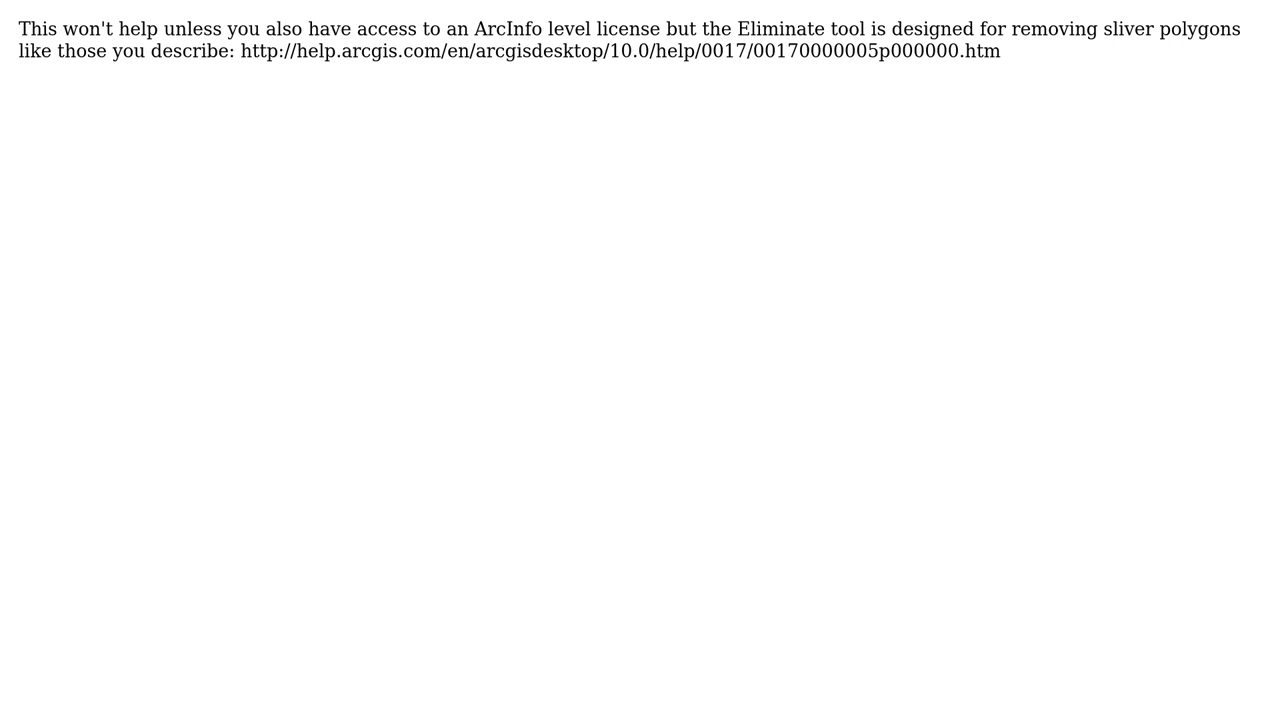 This won't help unless you also have access to an ArcInfo level license but the Eliminate tool is designed for removing sliver polygons
like those you describe: http://help.arcgis.com/en/arcgisdesktop/10.0/help/0017/00170000005p000000.htm